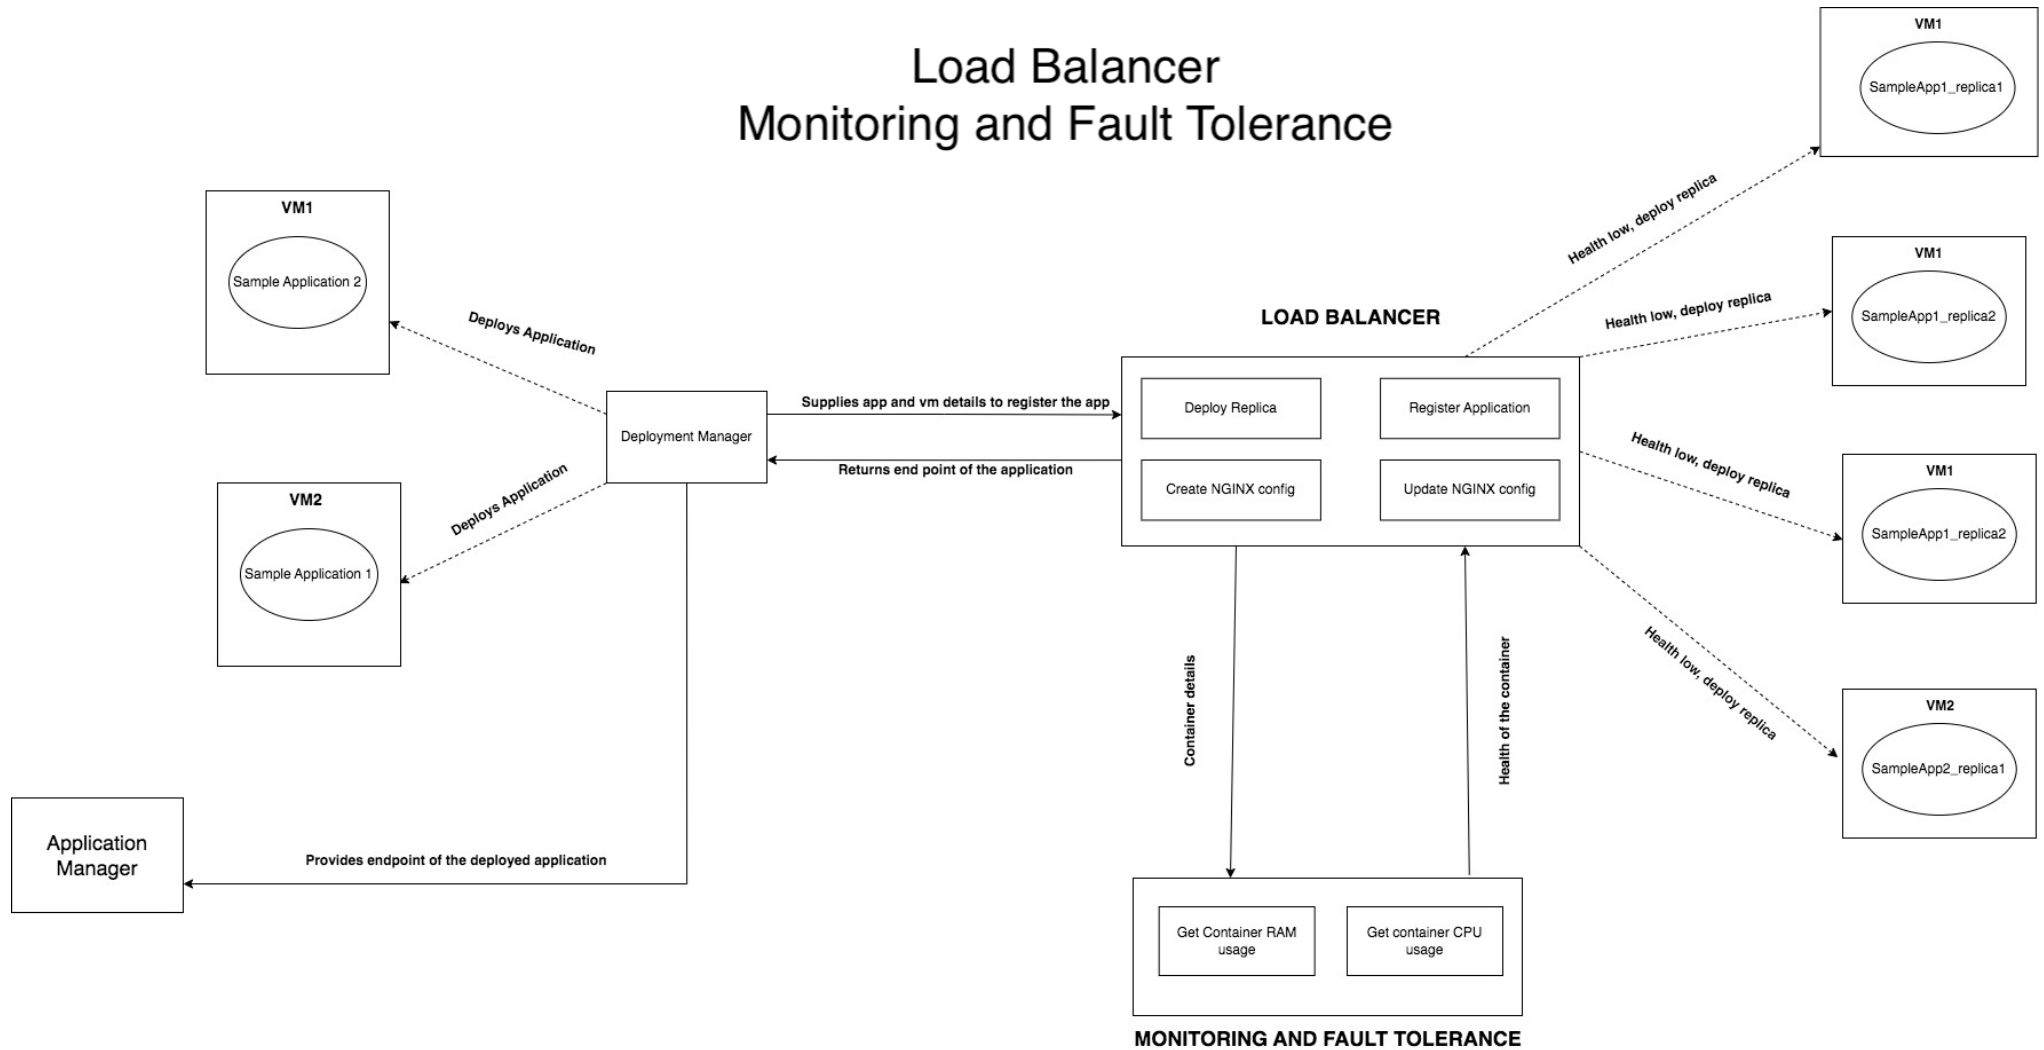 Load Balancer
Monitoring and Fault Tolerance
VM1
SampleApp1_replica1
Health low, deploy replica
VM1
Sample Application 2
Deploys Application
VM1
SampleApp1_replica2
Health low, deploy replica
LOAD BALANCER
Deploy Replica
Register Application
Create NGINX config
Update NGINX config
Supplies app and vm details to register the app
Deployment Manager
Returns end point of the application
Health low, deploy replica
VM1
SampleApp1_replica2
VM2
Sample Application 1
Deploys Application
Health low, deploy replica
VM2
SampleApp2_replica1
Container details
Health of the container
Application
Manager
Provides endpoint of the deployed application
Get Container RAM
usage
Get container CPU
usage
MONITORING AND FAULT TOLERANCE